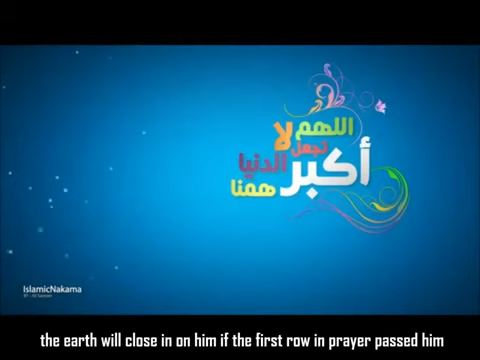 اللهم
لا تجعل
الدنيا أكبر
همنا
IslamicNakama
the earth will close in on him if the first row in prayer passed him